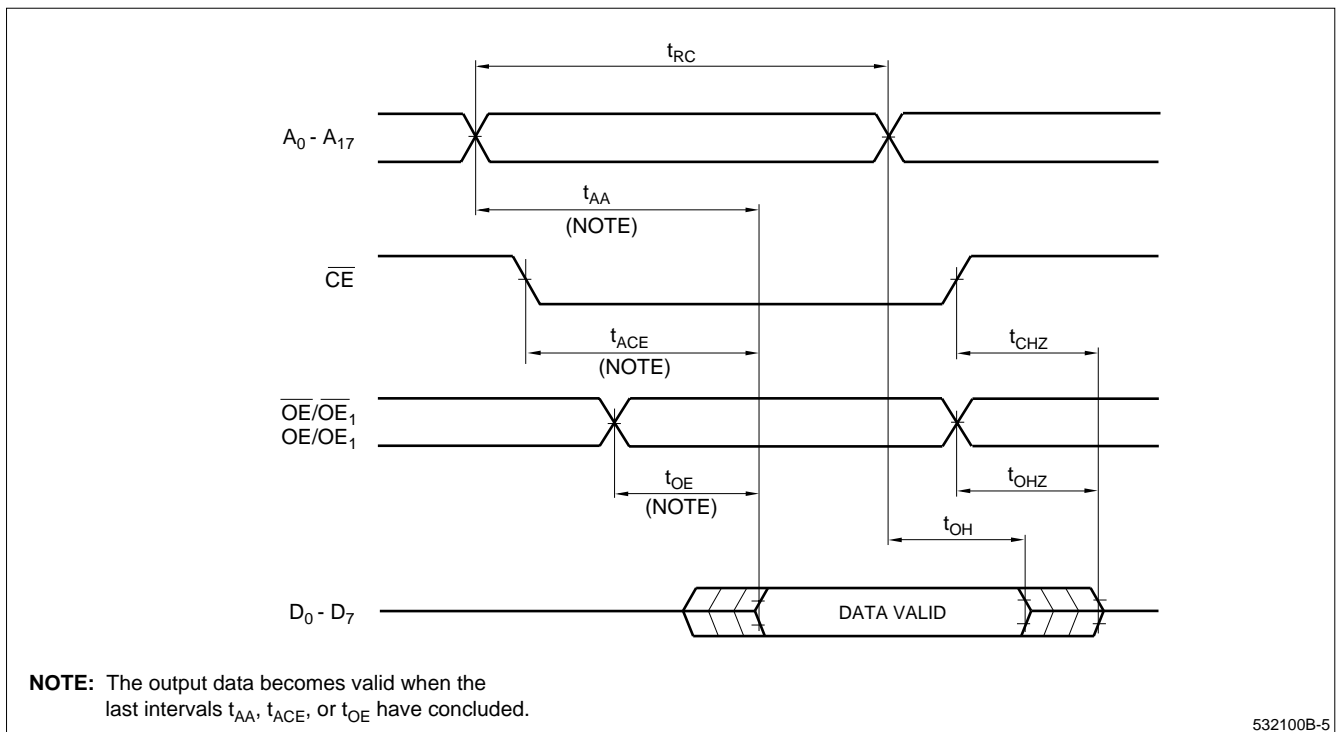 tRC
A0 - A17
tAA
(NOTE)
CE
tACE
(NOTE)
tCHZ
OE/OE1
OE/OE1
tOE
(NOTE)
tOHZ
tOH
D0 - D7
DATA VALID
NOTE: The output data becomes valid when the
last intervals tAA, tACE, or tOE have concluded.
532100B-5